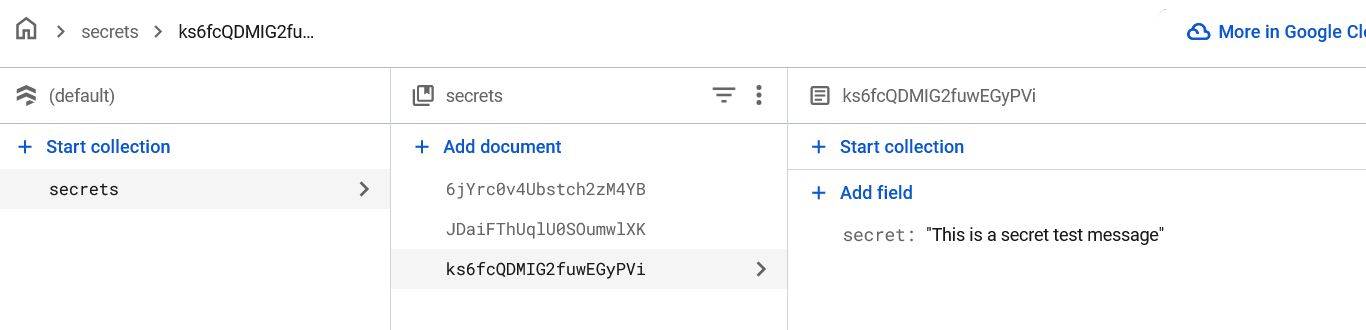 secrets ks6fcQDMIG2fu...
More in Google Clo
(default)
secrets
ks6fcQDMIG2fuwEGyPVi
+ Start collection
+ Add document
+ Start collection
secrets
6jYrc0v4Ubstch2zM4YB
+ Add field
JDaiFThUqlU0SOumwlXK
secret: "This is a secret test message"
ks6fcQDMIG2fuwEGyPVi